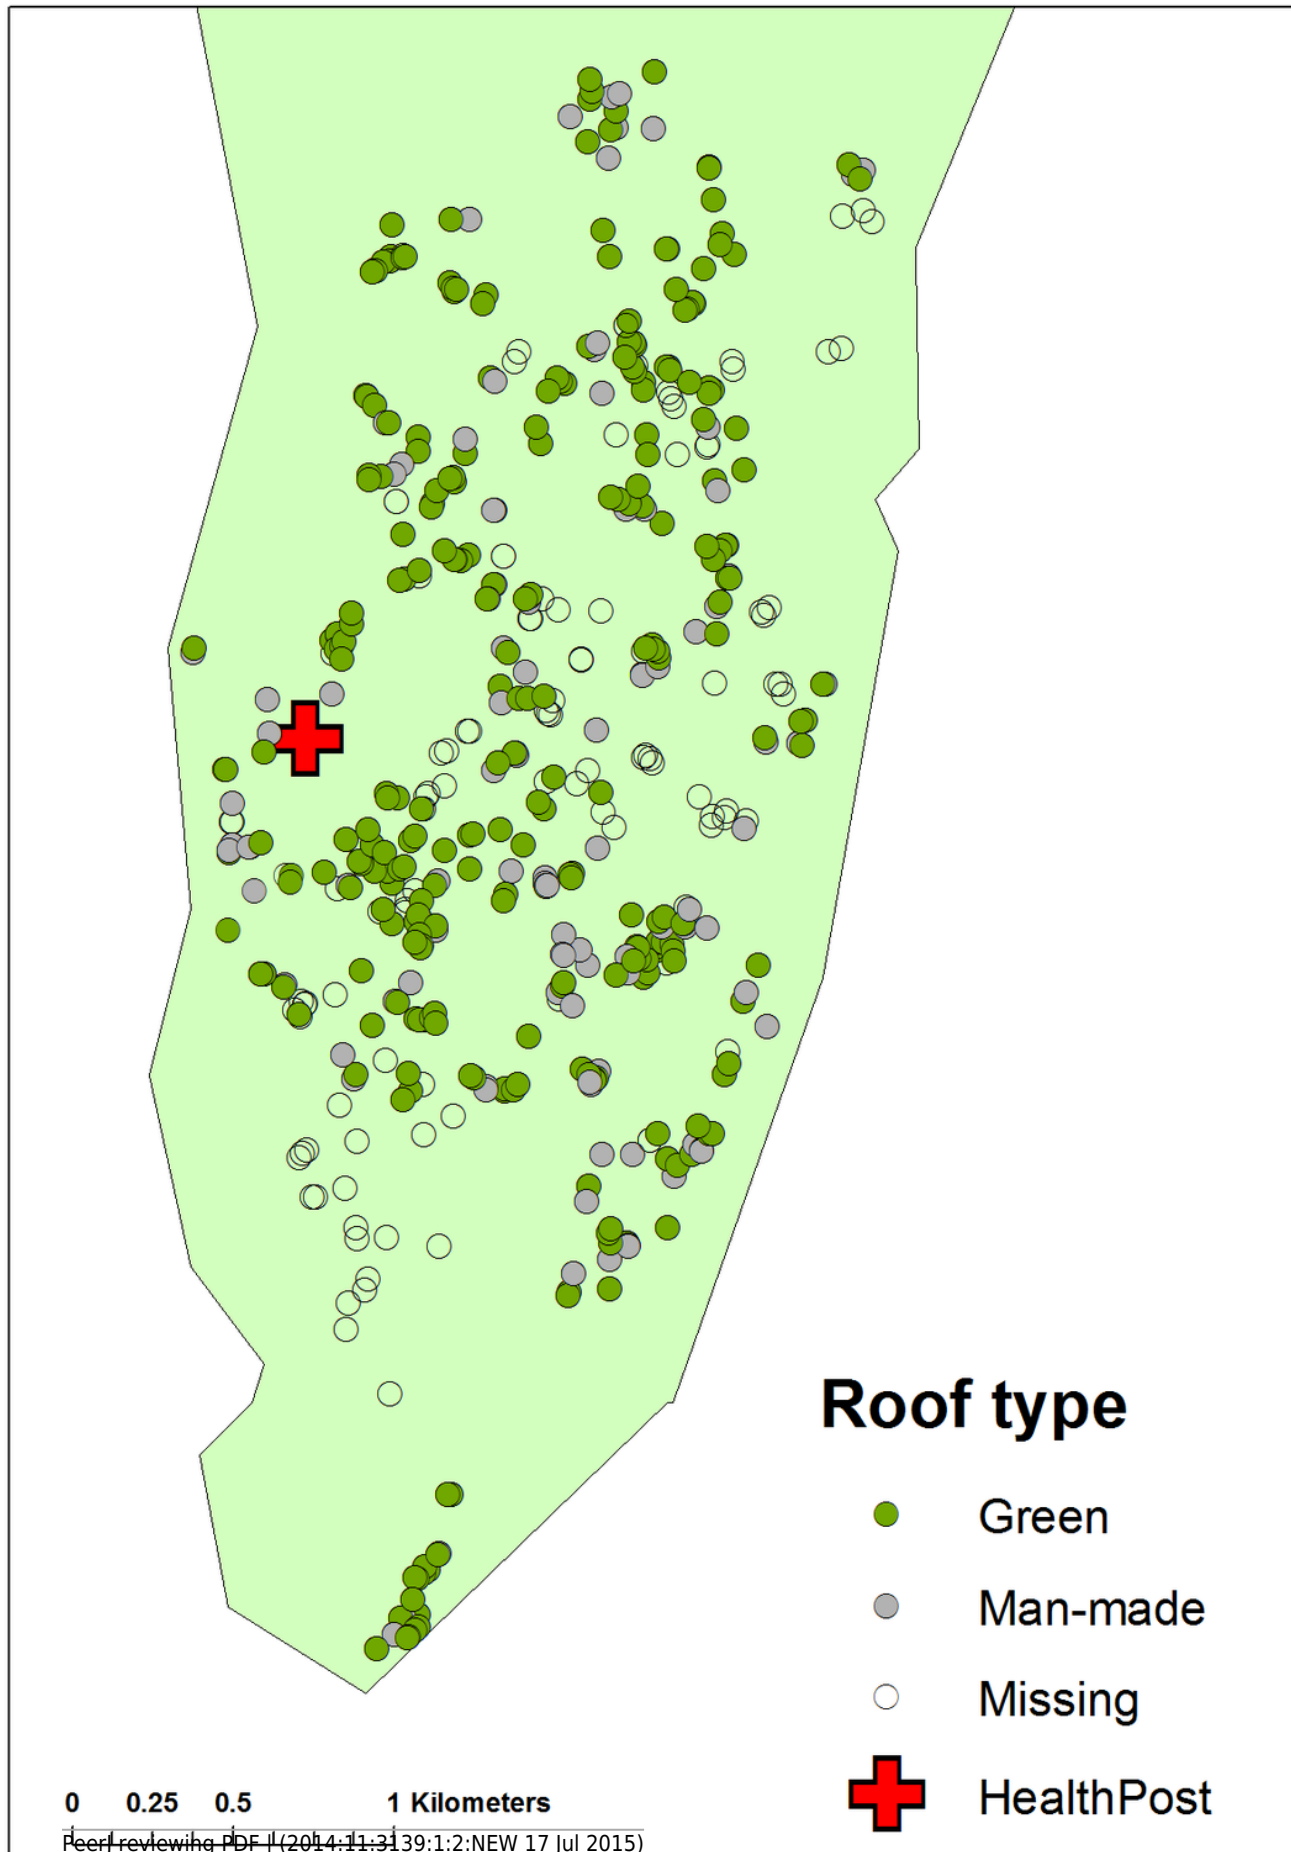 Roof type
Green
Man-made
Missing
HealthPost
0 0.25 0.5 1 Kilometers
PeerJ reviewing PDF | (2014:11:3139:1:2:NEW 17 Jul 2015)